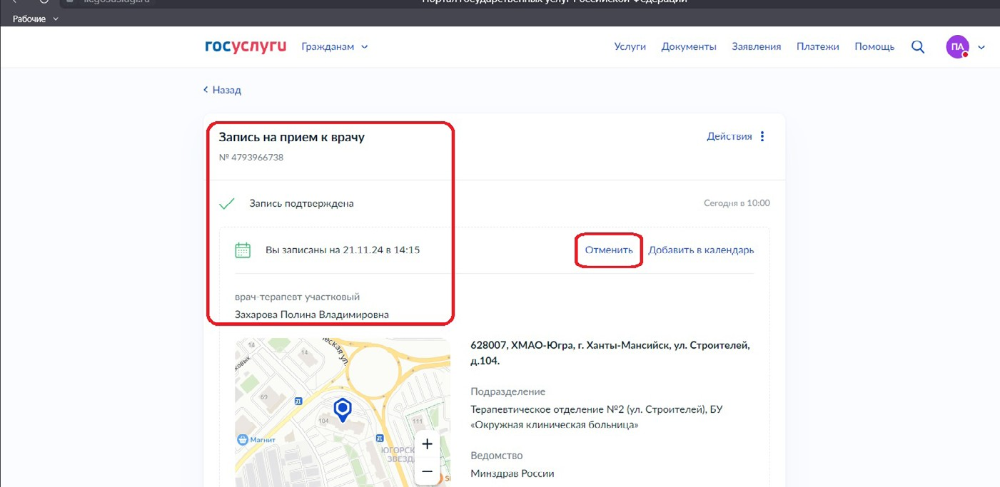 Портал государственных услуг Российской Федерации
Рабочие
госуслуги Гражданам
Услуги Документы Заявления Платежи Помощь ПА
Назад
Запись на прием к врачу
Действия
№ 4793966738
Запись подтверждена
Сегодня в 10:00
Вы записаны на 21.11.24 в 14:15
Отменить Добавить в календарь
врач-терапевт участковый
Захарова Полина Владимировна
628007, ХМАО-Югра, г. Ханты-Мансийск, ул. Строителей,
д.104.
Подразделение
Терапевтическое отделение №2 (ул. Строителей), БУ
«Окружная клиническая больница»
Ведомство
Минздрав России
14
14
60
104
111
Магнит
+
−